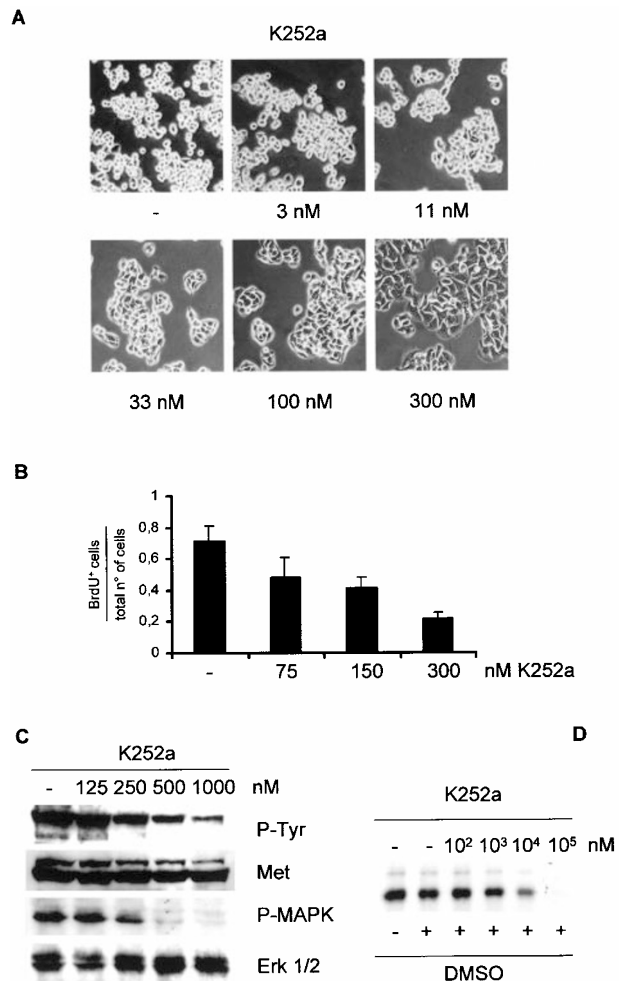 A
K252a
- 3 nM 11 nM
33 nM 100 nM 300 nM
B
BrdU⁺ cells
total n° of cells
1
0,8
0,6
0,4
0,2
0
- 75 150 300 nM K252a
C
K252a
- 125 250 500 1000 nM
P-Tyr
Met
P-MAPK
Erk 1/2
D
K252a
- - 10² 10³ 10⁴ 10⁵ nM
- + + + + +
DMSO